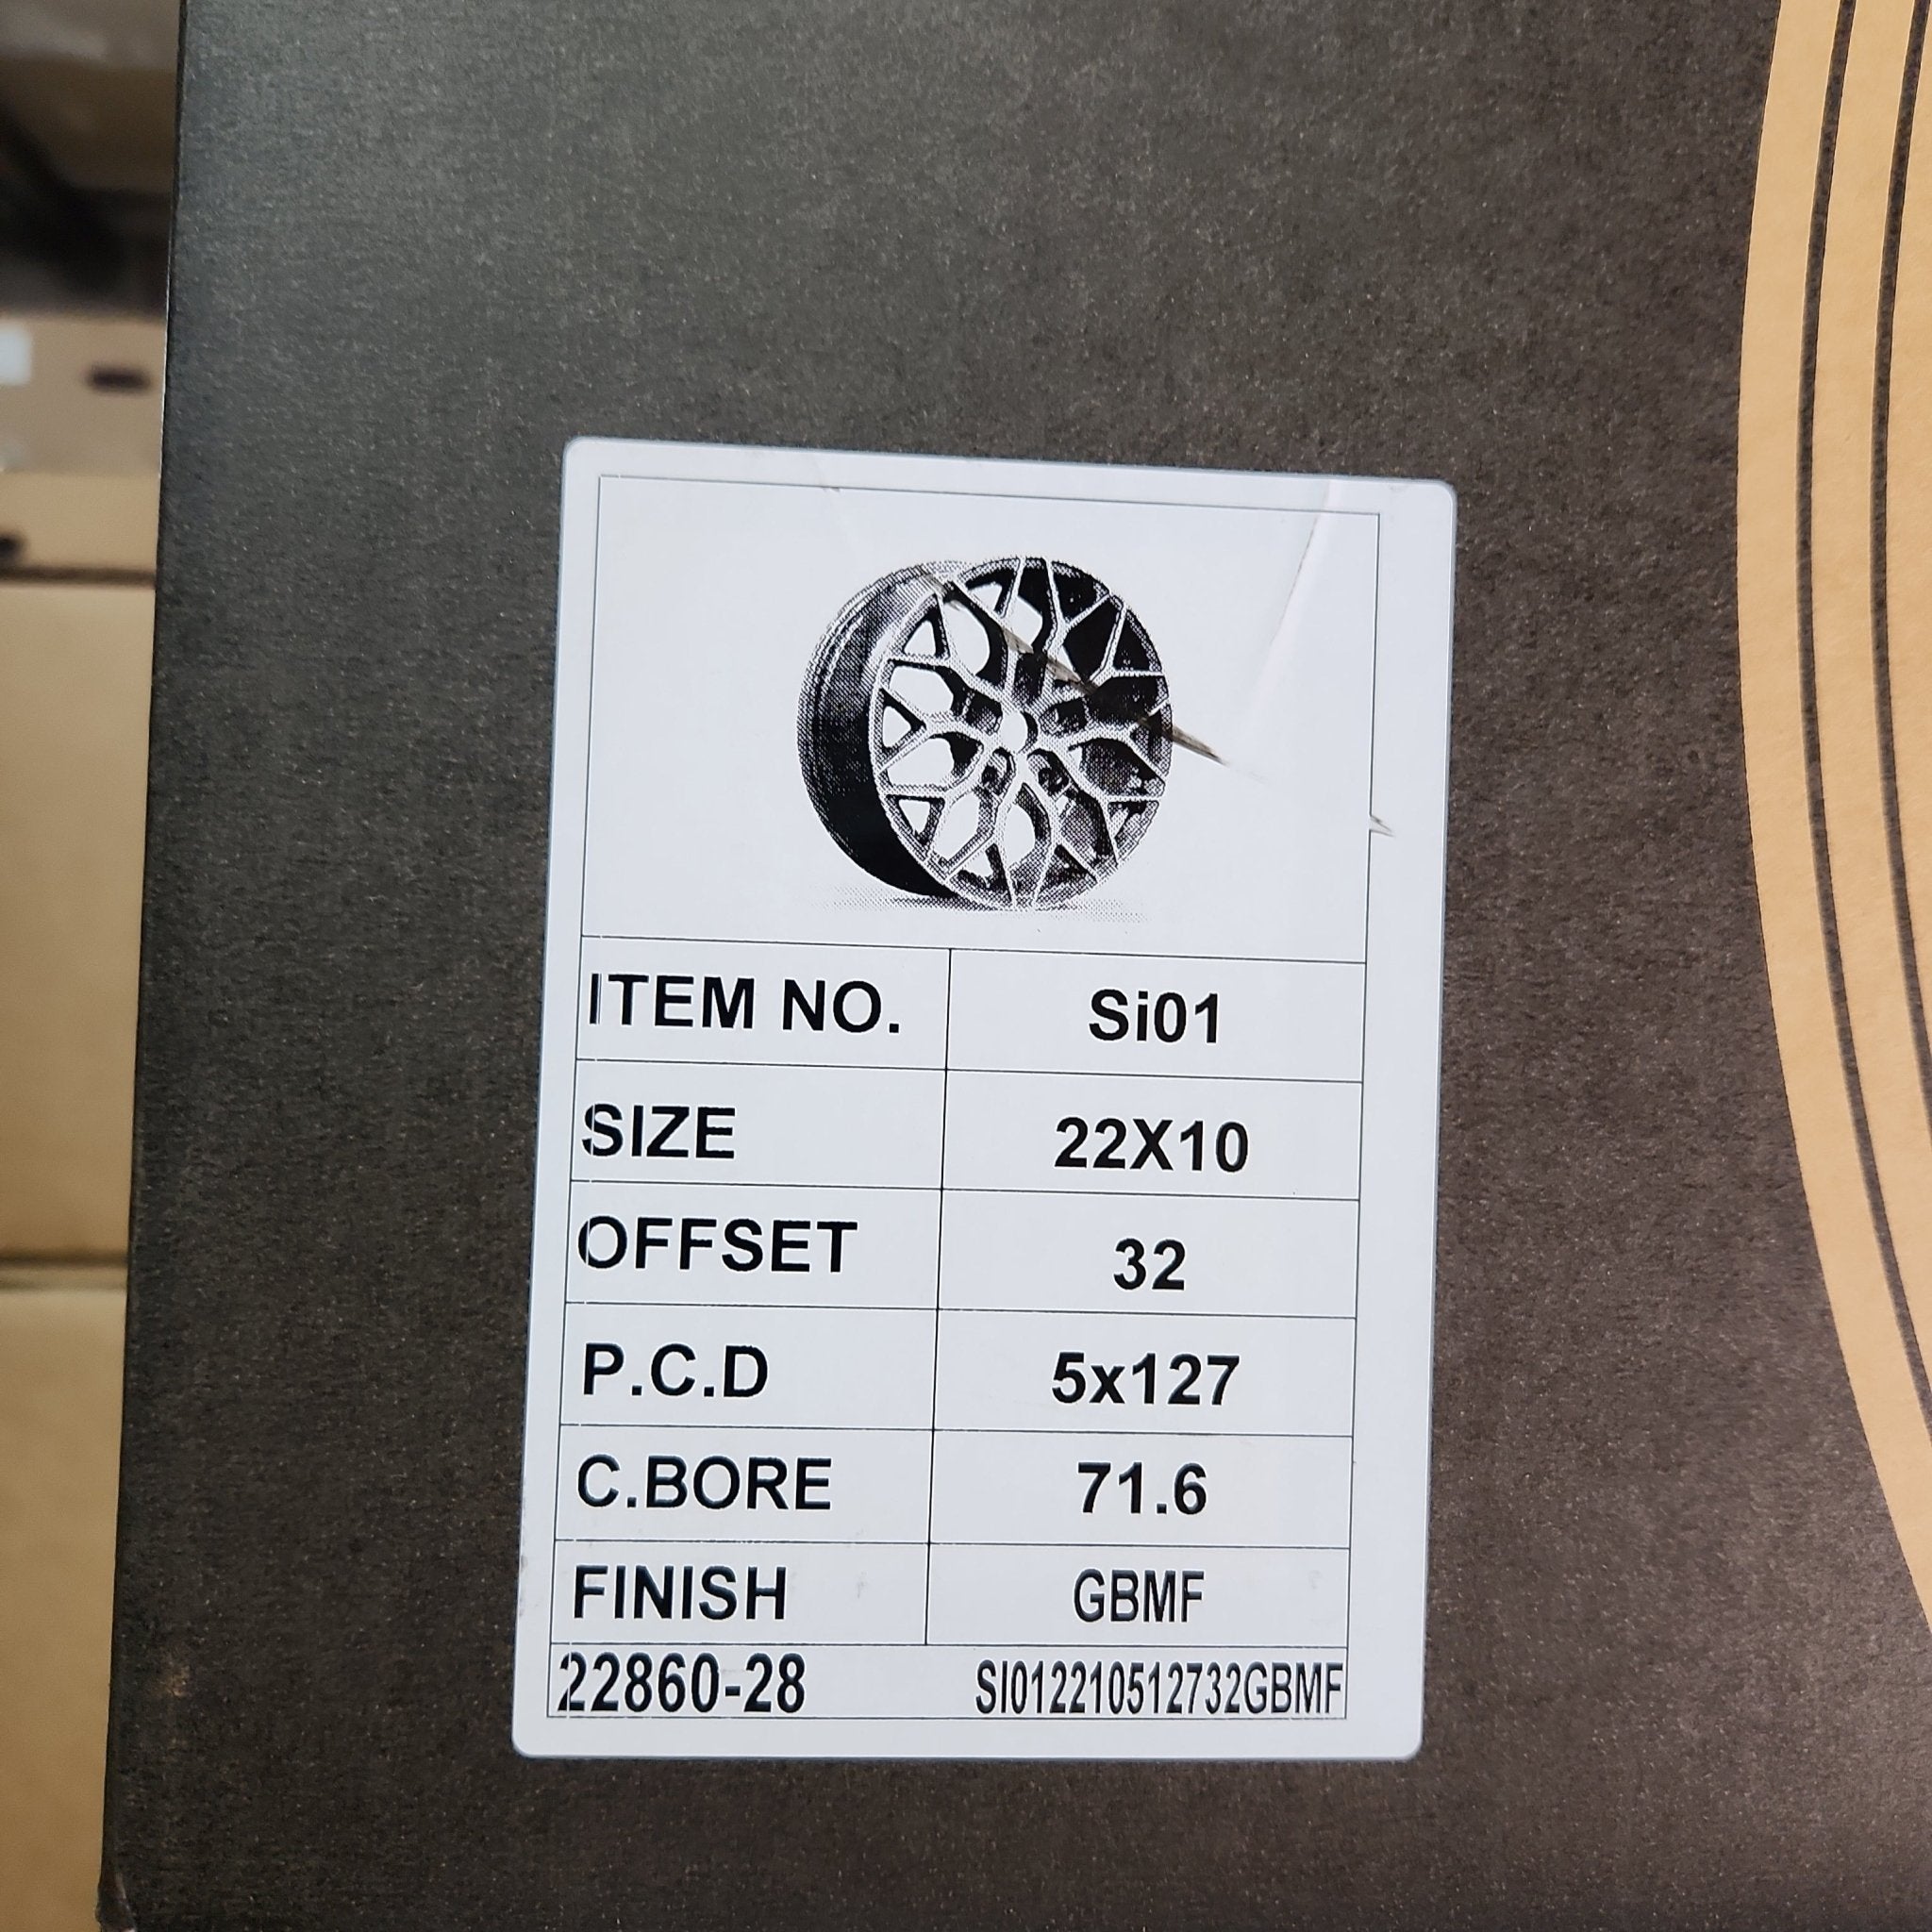 ITEM NO. Si01
SIZE 22X10
OFFSET 32
P.C.D 5x127
C.BORE 71.6
FINISH GBMF
22860-28 SI012210512732GBMF